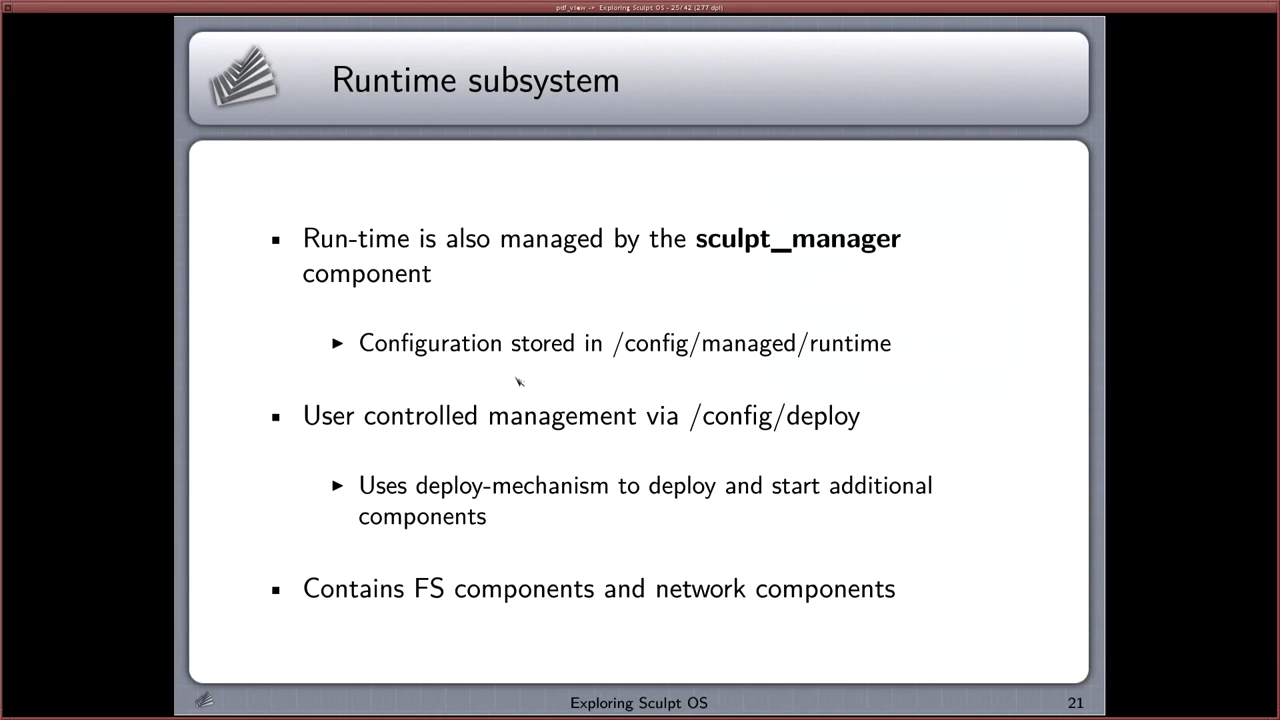 pdf_view -> Exploring Sculpt OS - 25/42 (277 dpi)
Runtime subsystem
Run-time is also managed by the sculpt_manager
component
Configuration stored in /config/managed/runtime
User controlled management via /config/deploy
Uses deploy-mechanism to deploy and start additional
components
Contains FS components and network components
Exploring Sculpt OS
21